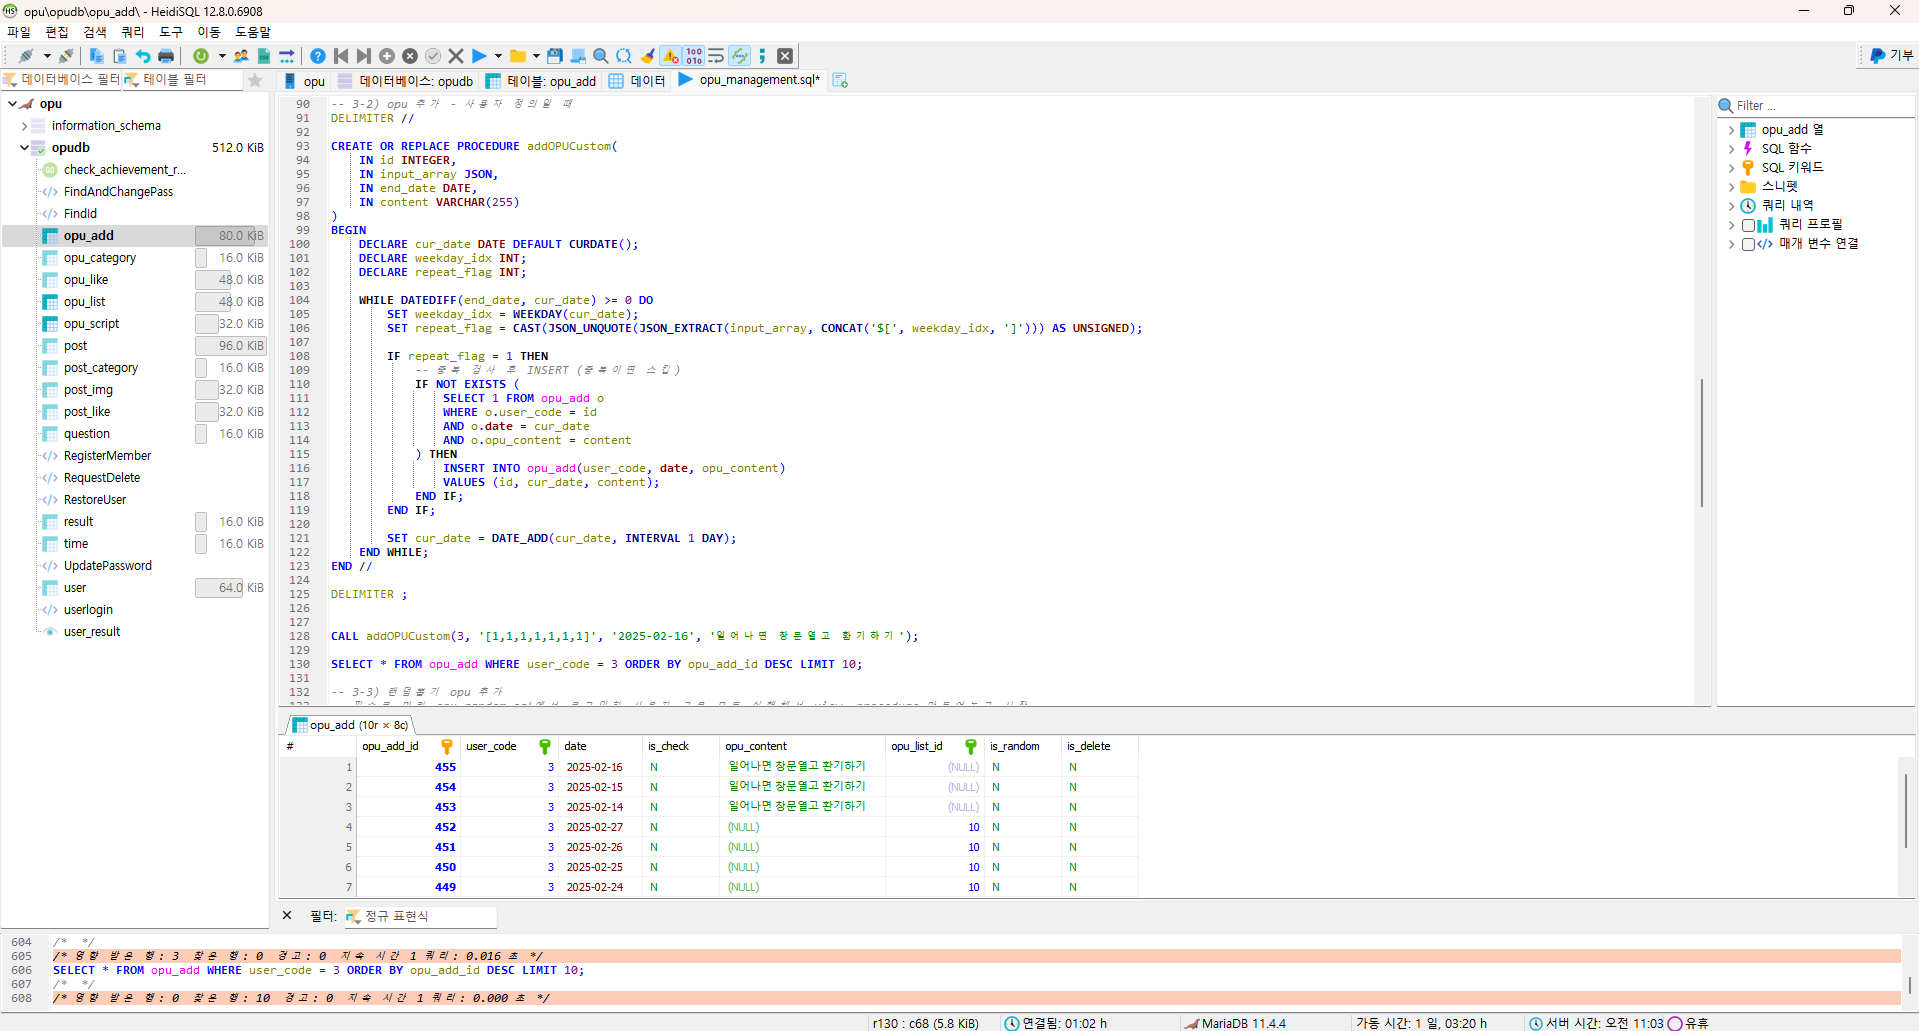 opu\opudb\opu_add\ - HeidiSQL 12.8.0.6908
파일 편집 검색 쿼리 도구 이동 도움말
기부
데이터베이스 필터 테이블 필터
opu 데이터베이스: opudb 테이블: opu_add 데이터 opu_management.sql*
opu
information_schema
opudb 512.0 KiB
check_achievement_r...
FindAndChangePass
FindId
opu_add 80.0 KiB
opu_category 16.0 KiB
opu_like 48.0 KiB
opu_list 48.0 KiB
opu_script 32.0 KiB
post 96.0 KiB
post_category 16.0 KiB
post_img 32.0 KiB
post_like 32.0 KiB
question 16.0 KiB
RegisterMember
RequestDelete
RestoreUser
result 16.0 KiB
time 16.0 KiB
UpdatePassword
user 64.0 KiB
userlogin
user_result
90 -- 3-2) opu 추가 - 사용자 정의일 때
91 DELIMITER //
92
93 CREATE OR REPLACE PROCEDURE addOPUCustom(
94 IN id INTEGER,
95 IN input_array JSON,
96 IN end_date DATE,
97 IN content VARCHAR(255)
98 )
99 BEGIN
100 DECLARE cur_date DATE DEFAULT CURDATE();
101 DECLARE weekday_idx INT;
102 DECLARE repeat_flag INT;
103
104 WHILE DATEDIFF(end_date, cur_date) >= 0 DO
105 SET weekday_idx = WEEKDAY(cur_date);
106 SET repeat_flag = CAST(JSON_UNQUOTE(JSON_EXTRACT(input_array, CONCAT('$[', weekday_idx, ']'))) AS UNSIGNED);
107
108 IF repeat_flag = 1 THEN
109 -- 중복 검사 후 INSERT (중복이면 스킵)
110 IF NOT EXISTS (
111 SELECT 1 FROM opu_add o
112 WHERE o.user_code = id
113 AND o.date = cur_date
114 AND o.opu_content = content
115 ) THEN
116 INSERT INTO opu_add(user_code, date, opu_content)
117 VALUES (id, cur_date, content);
118 END IF;
119 END IF;
120
121 SET cur_date = DATE_ADD(cur_date, INTERVAL 1 DAY);
122 END WHILE;
123 END //
124
125 DELIMITER ;
126
127
128 CALL addOPUCustom(3, '[1,1,1,1,1,1,1]', '2025-02-16', '일어나면 창문열고 환기하기');
129
130 SELECT * FROM opu_add WHERE user_code = 3 ORDER BY opu_add_id DESC LIMIT 10;
131
132 -- 3-3) 랜덤뽑기 opu 추가
Filter ...
opu_add 열
SQL 함수
SQL 키워드
스니펫
쿼리 내역
쿼리 프로필
매개 변수 연결
opu_add (10r × 8c)
# opu_add_id user_code date is_check opu_content opu_list_id is_random is_delete
1 455 3 2025-02-16 N 일어나면 창문열고 환기하기 (NULL) N N
2 454 3 2025-02-15 N 일어나면 창문열고 환기하기 (NULL) N N
3 453 3 2025-02-14 N 일어나면 창문열고 환기하기 (NULL) N N
4 452 3 2025-02-27 N (NULL) 10 N N
5 451 3 2025-02-26 N (NULL) 10 N N
6 450 3 2025-02-25 N (NULL) 10 N N
7 449 3 2025-02-24 N (NULL) 10 N N
필터: 정규 표현식
604 /* */
605 /* 영향 받은 행: 3 찾은 행: 0 경고: 0 지속 시간 1 쿼리: 0.016 초 */
606 SELECT * FROM opu_add WHERE user_code = 3 ORDER BY opu_add_id DESC LIMIT 10;
607 /* */
608 /* 영향 받은 행: 0 찾은 행: 10 경고: 0 지속 시간 1 쿼리: 0.000 초 */
r130 : c68 (5.8 KiB) 연결됨: 01:02 h MariaDB 11.4.4 가동 시간: 1 일, 03:20 h 서버 시간: 오전 11:03 유휴